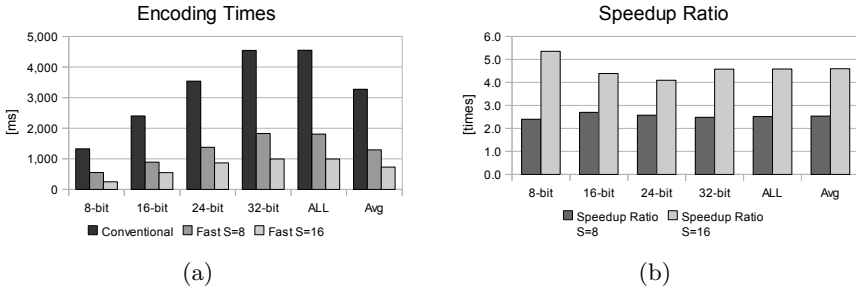 Encoding Times
5,000
4,000
3,000
2,000
1,000
0
[ms]
8-bit 16-bit 24-bit 32-bit ALL Avg
Conventional Fast S=8 Fast S=16
(a)
Speedup Ratio
6.0
5.0
4.0
3.0
2.0
1.0
0.0
[times]
8-bit 16-bit 24-bit 32-bit ALL Avg
Speedup Ratio S=8
Speedup Ratio S=16
(b)